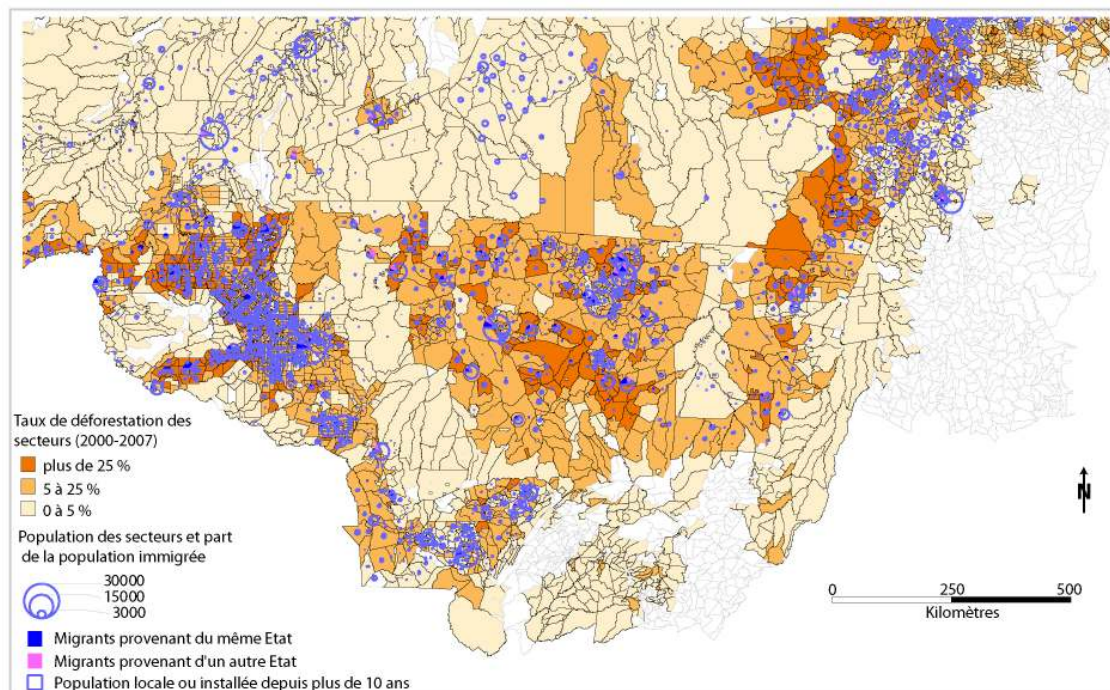 Taux de déforestation des
secteurs (2000-2007)
plus de 25 %
5 à 25 %
0 à 5 %
Population des secteurs et part
de la population immigrée
30000
15000
3000
Migrants provenant du même Etat
Migrants provenant d'un autre Etat
Population locale ou installée depuis plus de 10 ans
N
0 250 500
Kilomètres